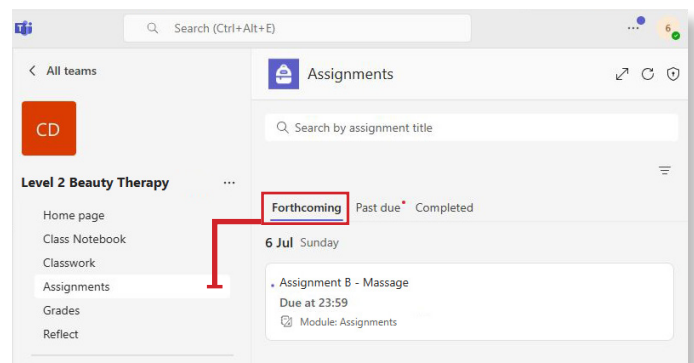 Search (Ctrl+Alt+E)
6
All teams
CD
Level 2 Beauty Therapy
Home page
Class Notebook
Classwork
Assignments
Grades
Reflect
Assignments
Search by assignment title
Forthcoming Past due Completed
6 Jul Sunday
Assignment B - Massage
Due at 23:59
Module: Assignments